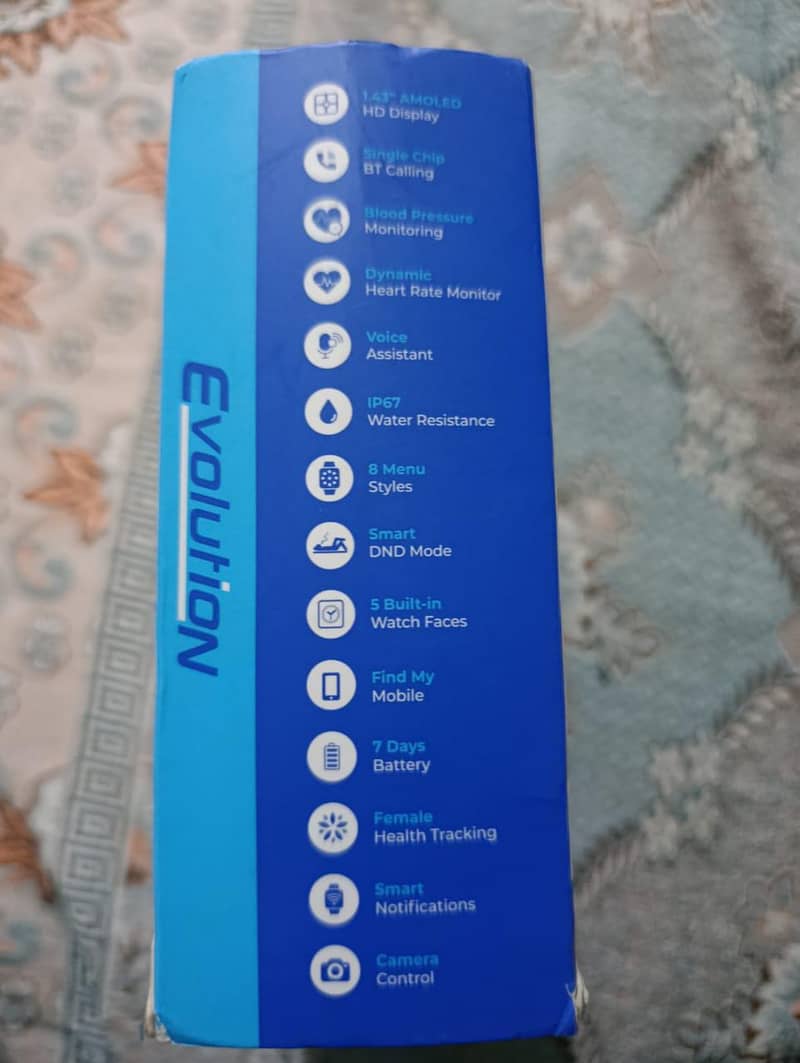 EvolutioN
1.43" AMOLED
HD Display
Single Chip
BT Calling
Blood Pressure
Monitoring
Dynamic
Heart Rate Monitor
Voice
Assistant
IP67
Water Resistance
8 Menu
Styles
Smart
DND Mode
5 Built-in
Watch Faces
Find My
Mobile
7 Days
Battery
Female
Health Tracking
Smart
Notifications
Camera
Control